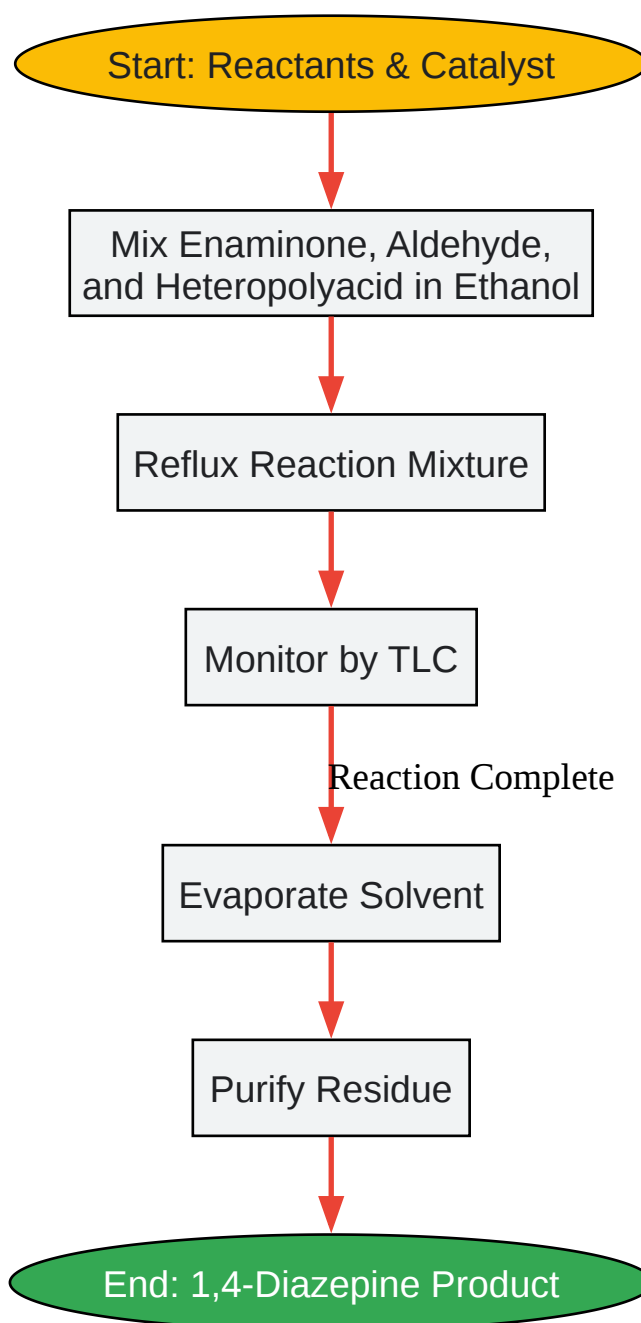 Start: Reactants & Catalyst
Mix Enaminone, Aldehyde,
and Heteropolyacid in Ethanol
Reflux Reaction Mixture
Monitor by TLC
Reaction Complete
Evaporate Solvent
Purify Residue
End: 1,4-Diazepine Product